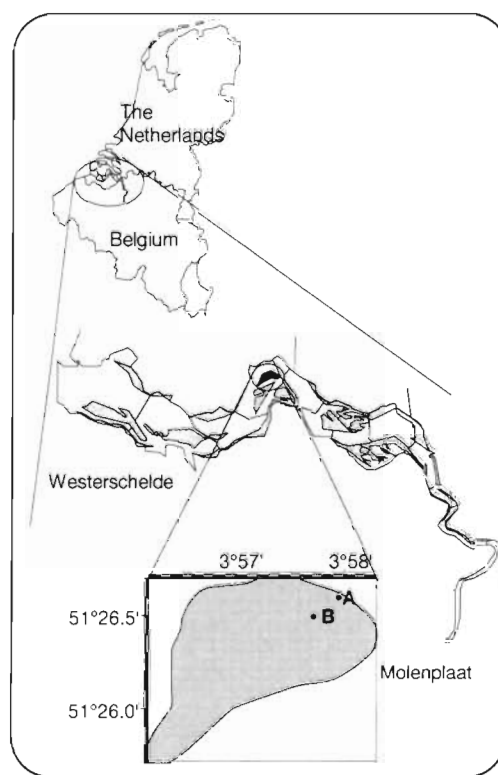 The
Netherlands
Belgium
Westerschelde
3°57' 3°58'
51°26.5'
A
B
Molenplaat
51°26.0'